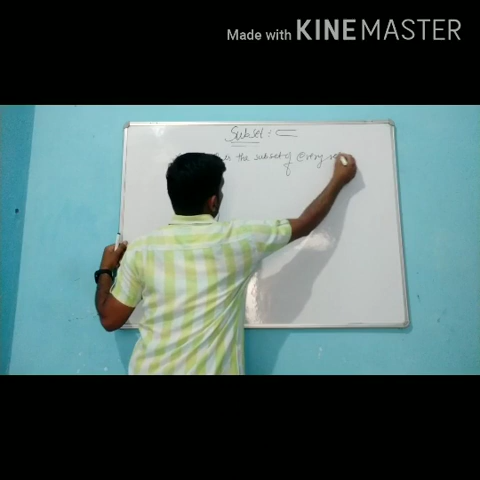 Made with KINEMASTER
Subset : ⊂
is the subset of every